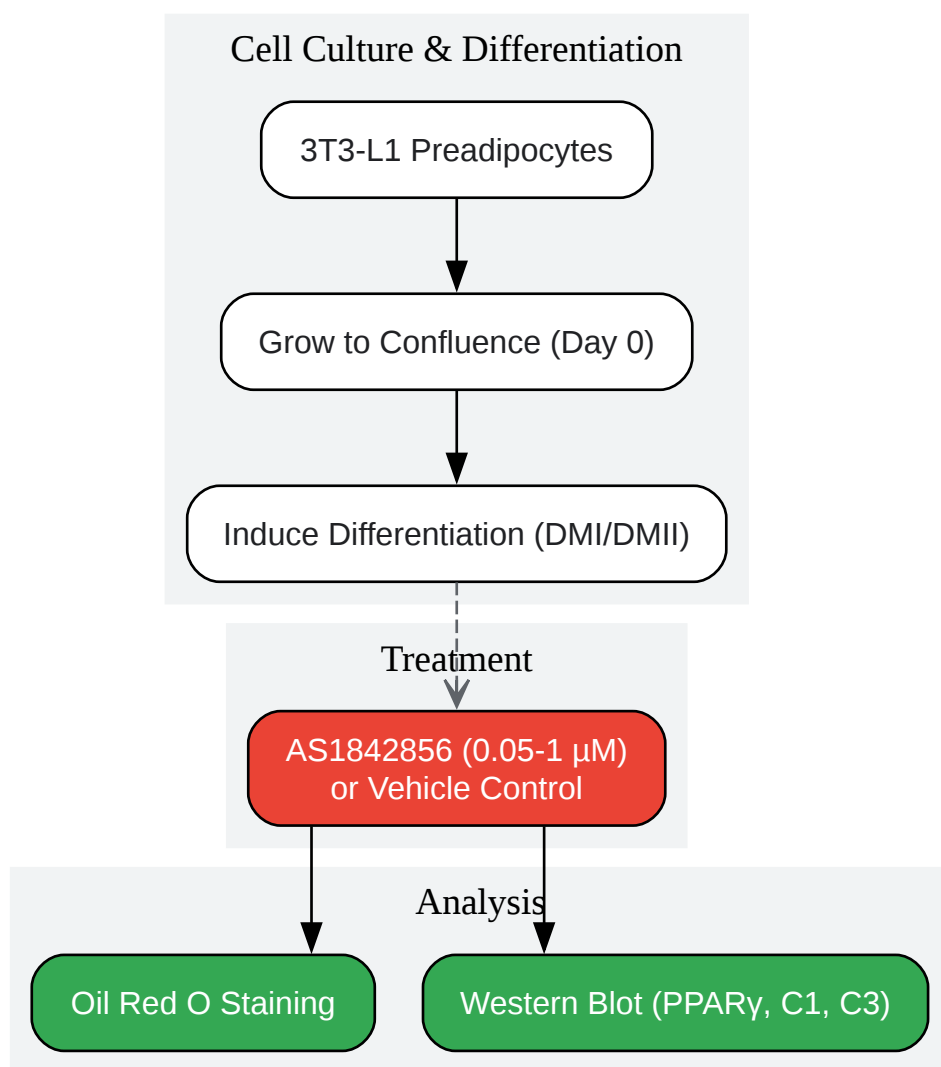 Cell Culture & Differentiation
3T3-L1 Preadipocytes
Grow to Confluence (Day 0)
Induce Differentiation (DMI/DMII)
Treatment
AS1842856 (0.05-1 µM)
or Vehicle Control
Analysis
Oil Red O Staining
Western Blot (PPARγ, C1, C3)